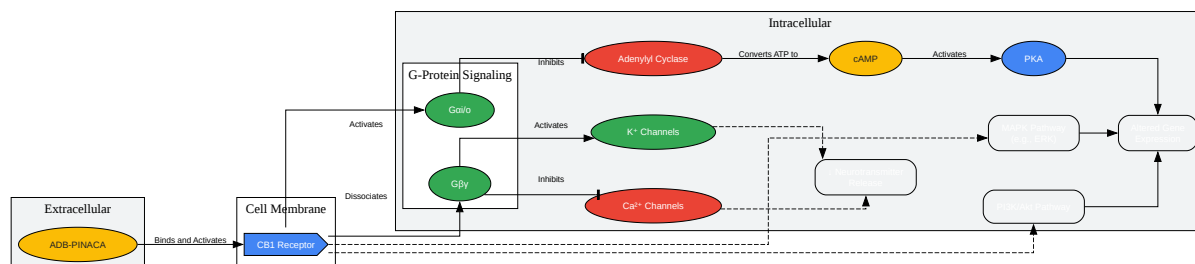 Intracellular
G-Protein Signaling
Inhibits
Adenylyl Cyclase
Converts ATP to
cAMP
Activates
PKA
Gαi/o
Activates
Activates
K⁺ Channels
Gβγ
Dissociates
Inhibits
Ca²⁺ Channels
Extracellular
ADB-PINACA
Binds and Activates
Cell Membrane
CB1 Receptor